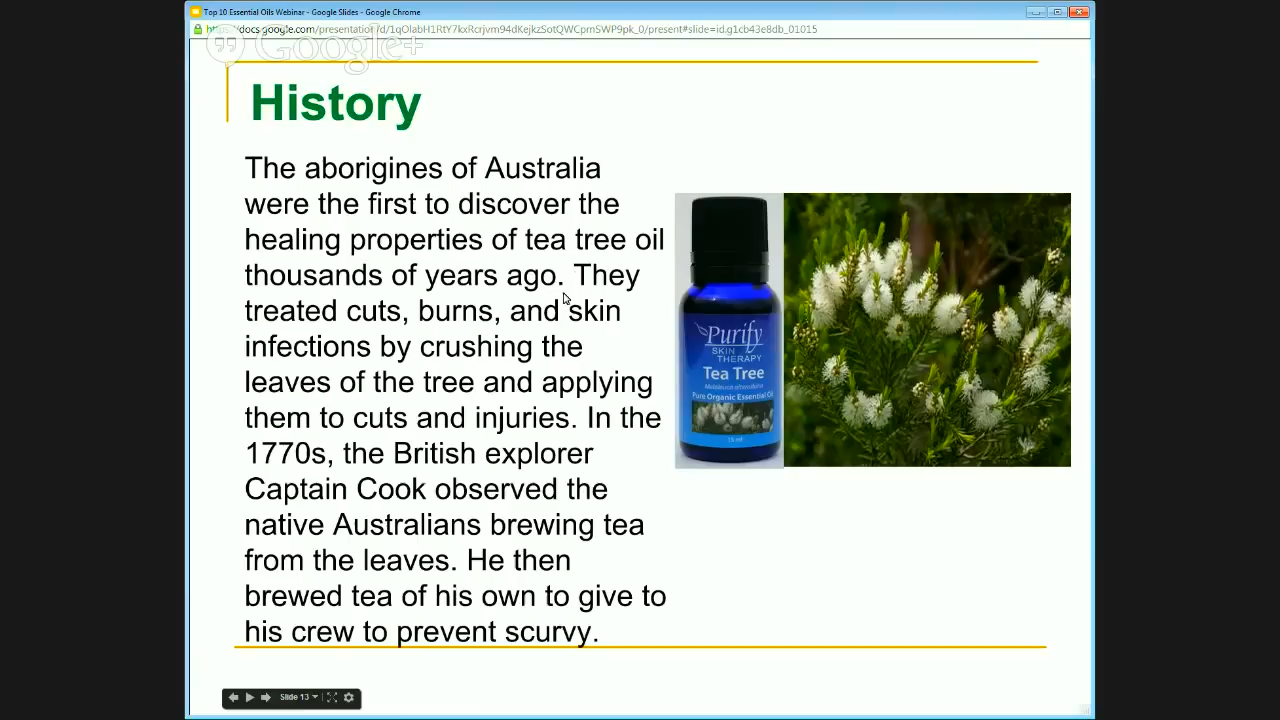 Top 10 Essential Oils Webinar - Google Slides - Google Chrome
Google+
History
The aborigines of Australia
were the first to discover the
healing properties of tea tree oil
thousands of years ago. They
treated cuts, burns, and skin
infections by crushing the
leaves of the tree and applying
them to cuts and injuries. In the
1770s, the British explorer
Captain Cook observed the
native Australians brewing tea
from the leaves. He then
brewed tea of his own to give to
his crew to prevent scurvy.
Purify
SKIN
THERAPY
Tea Tree
Pure Organic Essential Oil
15 ml
Slide 13